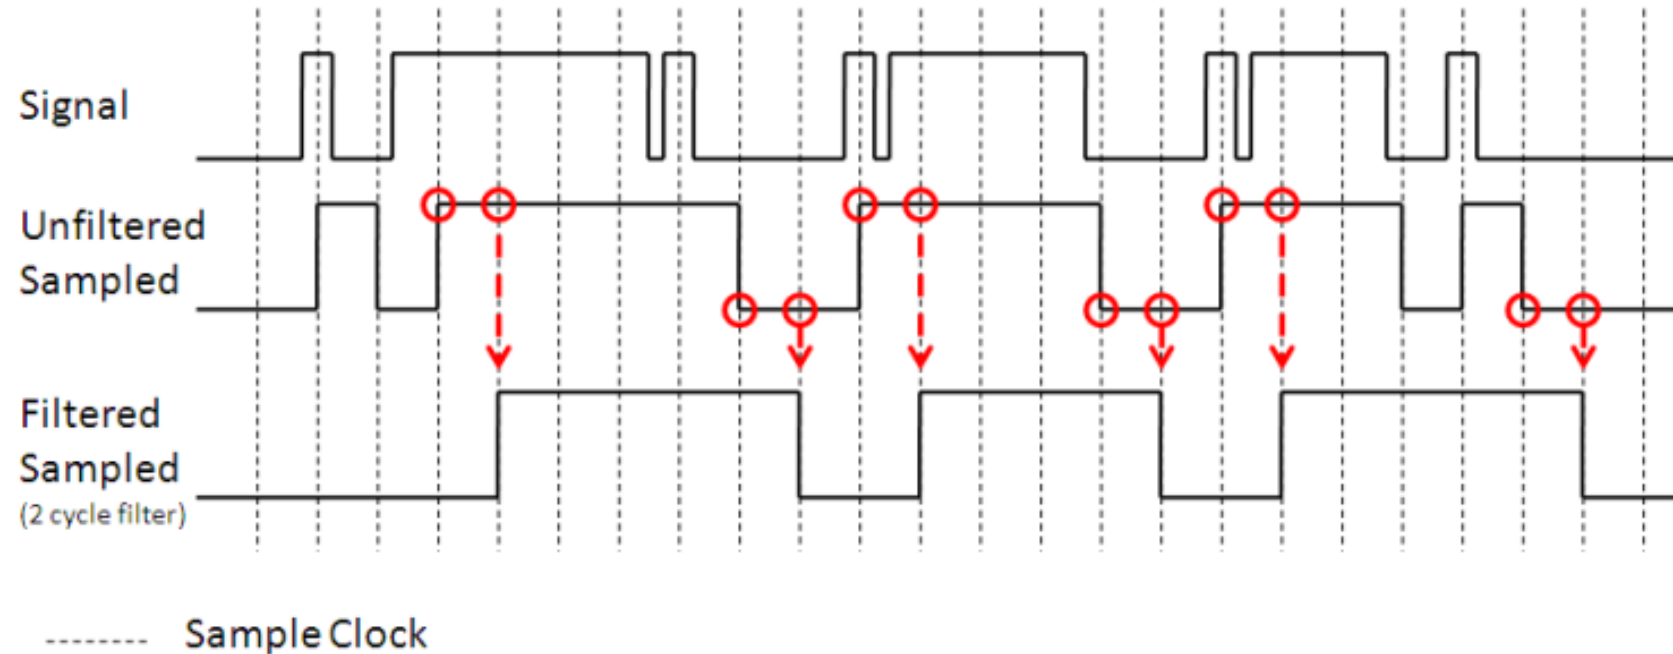 Signal
Unfiltered
Sampled
Filtered
Sampled
(2 cycle filter)
Sample Clock